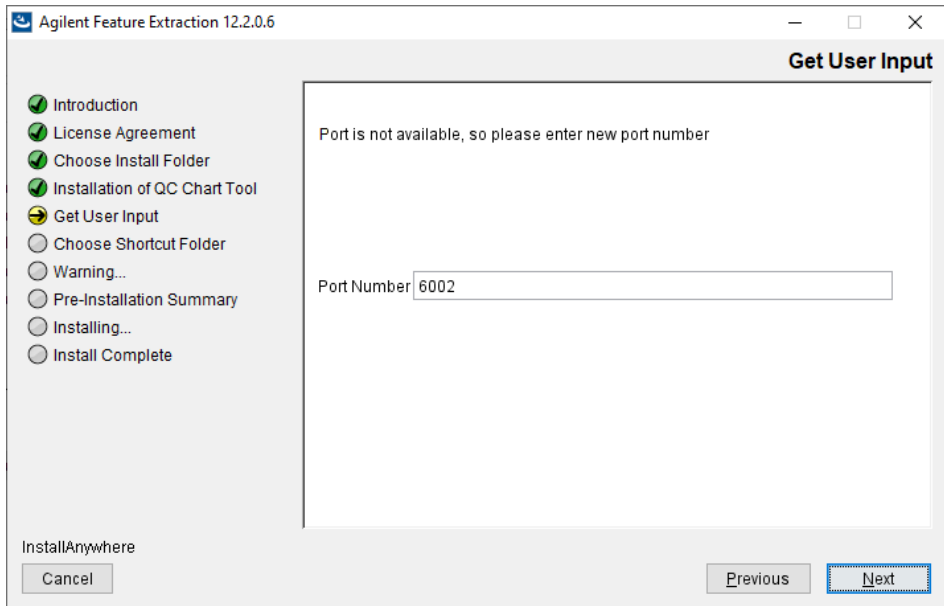 Agilent Feature Extraction 12.2.0.6
Get User Input
Introduction
License Agreement
Choose Install Folder
Installation of QC Chart Tool
Get User Input
Choose Shortcut Folder
Warning...
Pre-Installation Summary
Installing...
Install Complete
Port is not available, so please enter new port number
Port Number 6002
InstallAnywhere
Cancel Previous Next